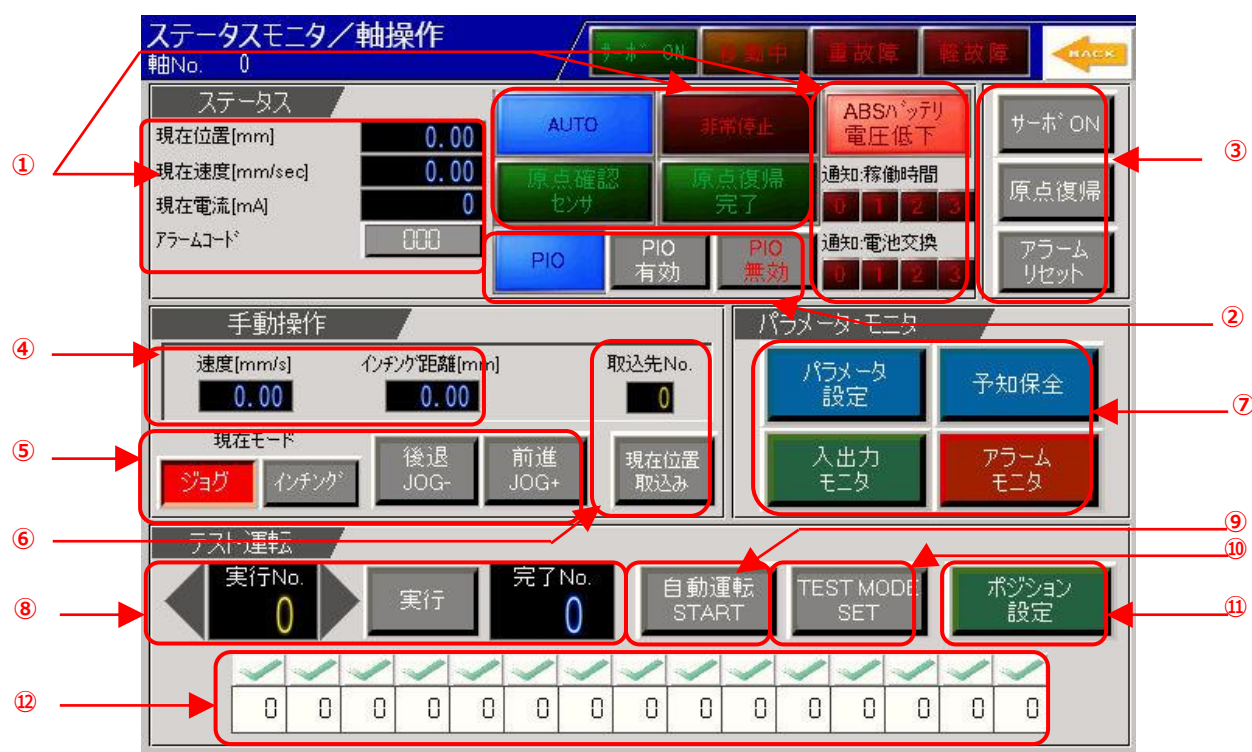 ステータスモニタ／軸操作
軸No. 0
サーボ ON
移動中
重故障
軽故障
BACK
ステータス
①
現在位置[mm] 0.00
現在速度[mm/sec] 0.00
現在電流[mA] 0
アラームコード 000
AUTO
非常停止
原点確認
センサ
原点復帰
完了
PIO
PIO
有効
PIO
無効
ABSバッテリ
電圧低下
通知:稼働時間
0 1 2 3
通知:電池交換
0 1 2 3
サーボON
原点復帰
アラーム
リセット
③
②
手動操作
④
速度[mm/s]
0.00
インチング距離[mm]
0.00
取込先No.
0
⑤
現在モード
ジョグ
インチング
後退
JOG-
前進
JOG+
現在位置
取込み
⑥
パラメータ・モニタ
パラメータ
設定
予知保全
入出力
モニタ
アラーム
モニタ
⑦
テスト運転
⑨
⑩
⑧
実行No.
0
実行
完了No.
0
自動運転
START
TEST MODE
SET
ポジション
設定
⑪
⑫
0 0 0 0 0 0 0 0 0 0 0 0 0 0 0